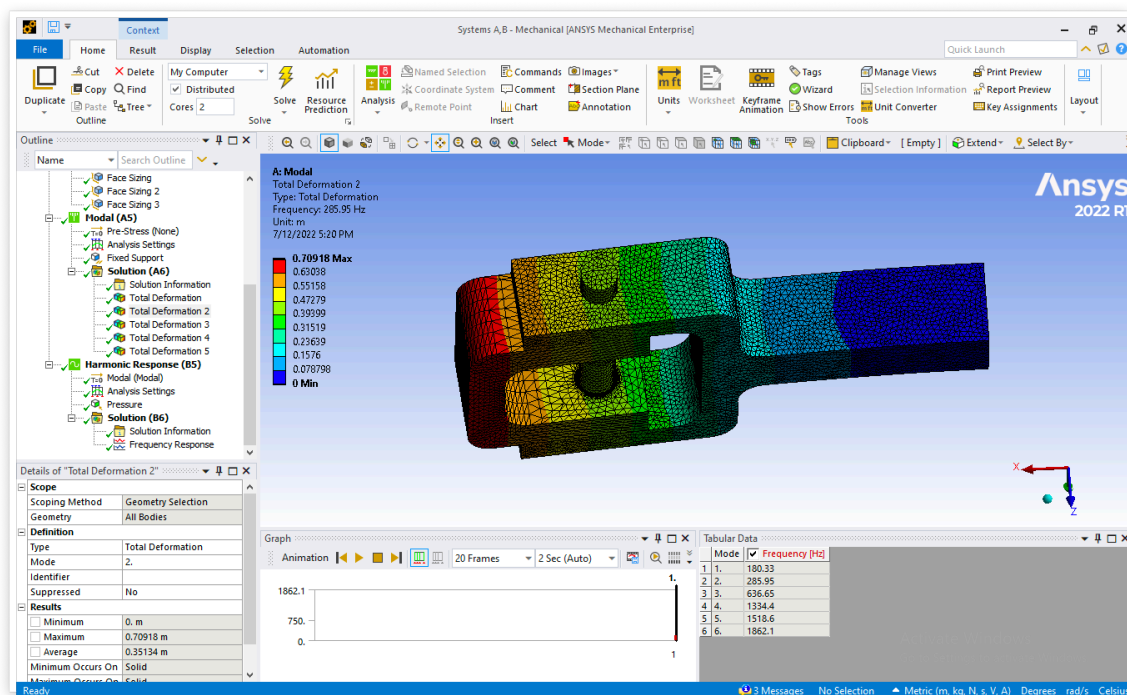 Context
Systems A,B - Mechanical [ANSYS Mechanical Enterprise]
File Home Result Display Selection Automation
Quick Launch
Duplicate
Cut
Delete
Copy
Find
Paste
Tree
Outline
My Computer
Distributed
Cores 2
Solve
Resource Prediction
Solve
Analysis
Named Selection
Coordinate System
Remote Point
Commands
Comment
Chart
Images
Section Plane
Annotation
Insert
Units
Worksheet
Keyframe Animation
Tags
Wizard
Show Errors
Manage Views
Selection Information
Unit Converter
Print Preview
Report Preview
Key Assignments
Tools
Layout
Outline
Name
Search Outline
Select Mode
Clipboard [ Empty ] Extend Select By
Face Sizing
Face Sizing 2
Face Sizing 3
Modal (A5)
Pre-Stress (None)
Analysis Settings
Fixed Support
Solution (A6)
Solution Information
Total Deformation
Total Deformation 2
Total Deformation 3
Total Deformation 4
Total Deformation 5
Harmonic Response (B5)
Modal (Modal)
Analysis Settings
Pressure
Solution (B6)
Solution Information
Frequency Response
A: Modal
Total Deformation 2
Type: Total Deformation
Frequency: 285.95 Hz
Unit: m
7/12/2022 5:20 PM
0.70918 Max
0.63038
0.55158
0.47279
0.39399
0.31519
0.23639
0.1576
0.078798
0 Min
Ansys
2022 R1
X
Z
Details of "Total Deformation 2"
Scope
Scoping Method Geometry Selection
Geometry All Bodies
Definition
Type Total Deformation
Mode 2.
Identifier
Suppressed No
Results
Minimum 0. m
Maximum 0.70918 m
Average 0.35134 m
Minimum Occurs On Solid
Maximum Occurs On Solid
Graph
Animation 20 Frames 2 Sec (Auto)
1.
1862.1
750.
0.
1
Tabular Data
Mode Frequency [Hz]
1 1. 180.33
2 2. 285.95
3 3. 636.65
4 4. 1334.4
5 5. 1518.6
6 6. 1862.1
Ready
3 Messages No Selection Metric (m, kg, N, s, V, A) Degrees rad/s Celsius